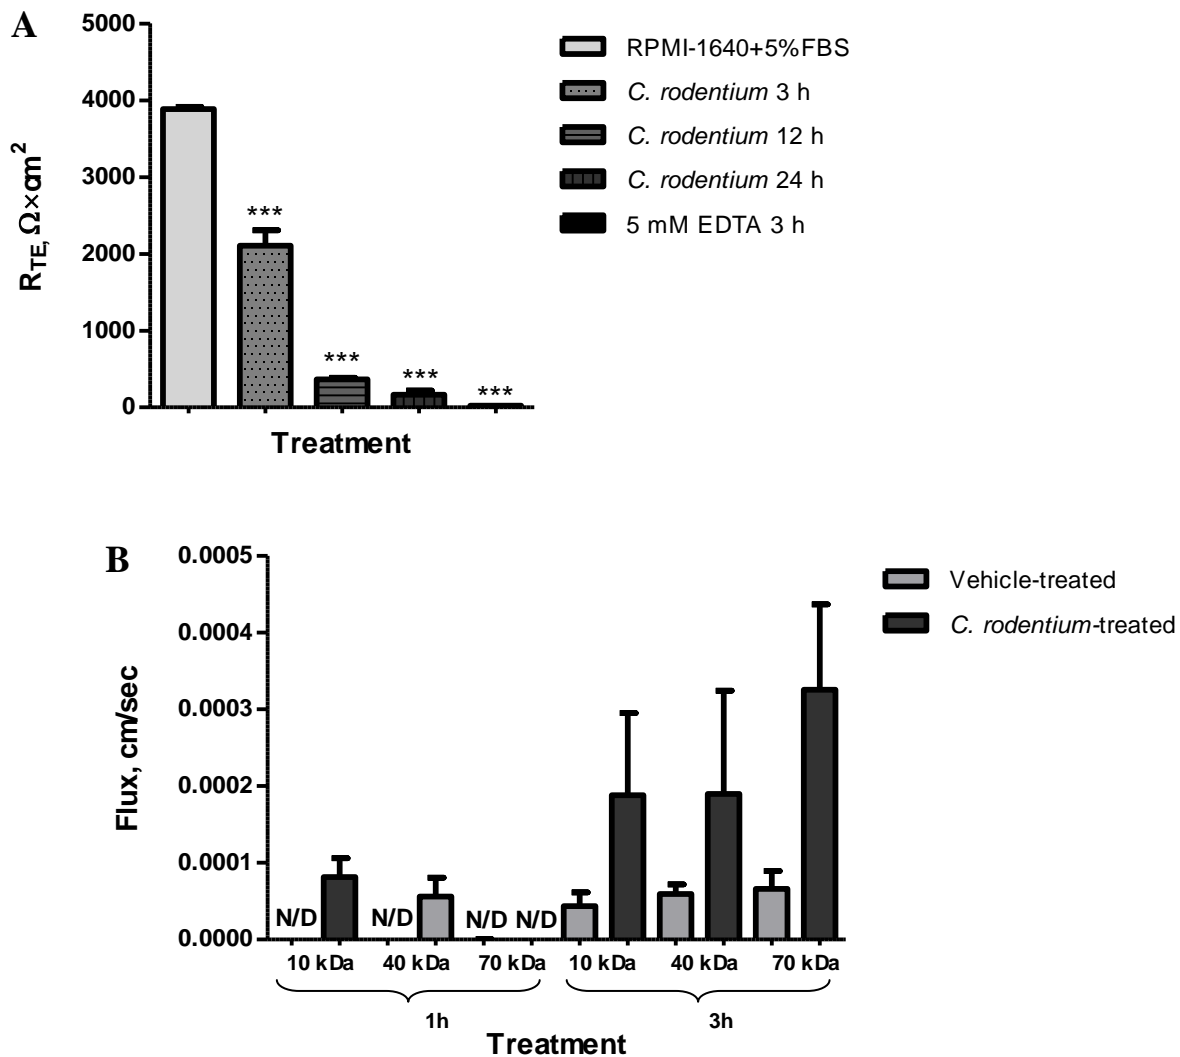 A
5000
4000
3000
2000
1000
0
R_TE, Ω×cm²
***
***
***
***
Treatment
RPMI-1640+5%FBS
C. rodentium 3 h
C. rodentium 12 h
C. rodentium 24 h
5 mM EDTA 3 h
B
0.0005
0.0004
0.0003
0.0002
0.0001
0.0000
Flux, cm/sec
N/D
N/D
N/D
N/D
10 kDa
40 kDa
70 kDa
10 kDa
40 kDa
70 kDa
1h
3h
Treatment
Vehicle-treated
C. rodentium-treated